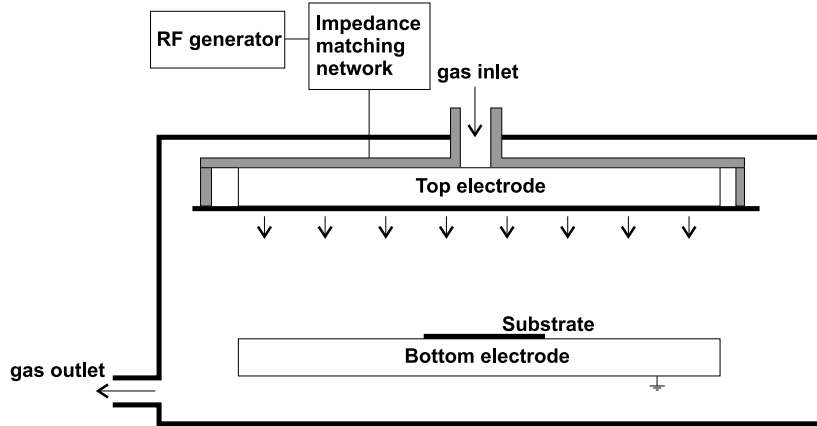 RF generator
Impedance
matching
network
gas inlet
Top electrode
Substrate
Bottom electrode
gas outlet